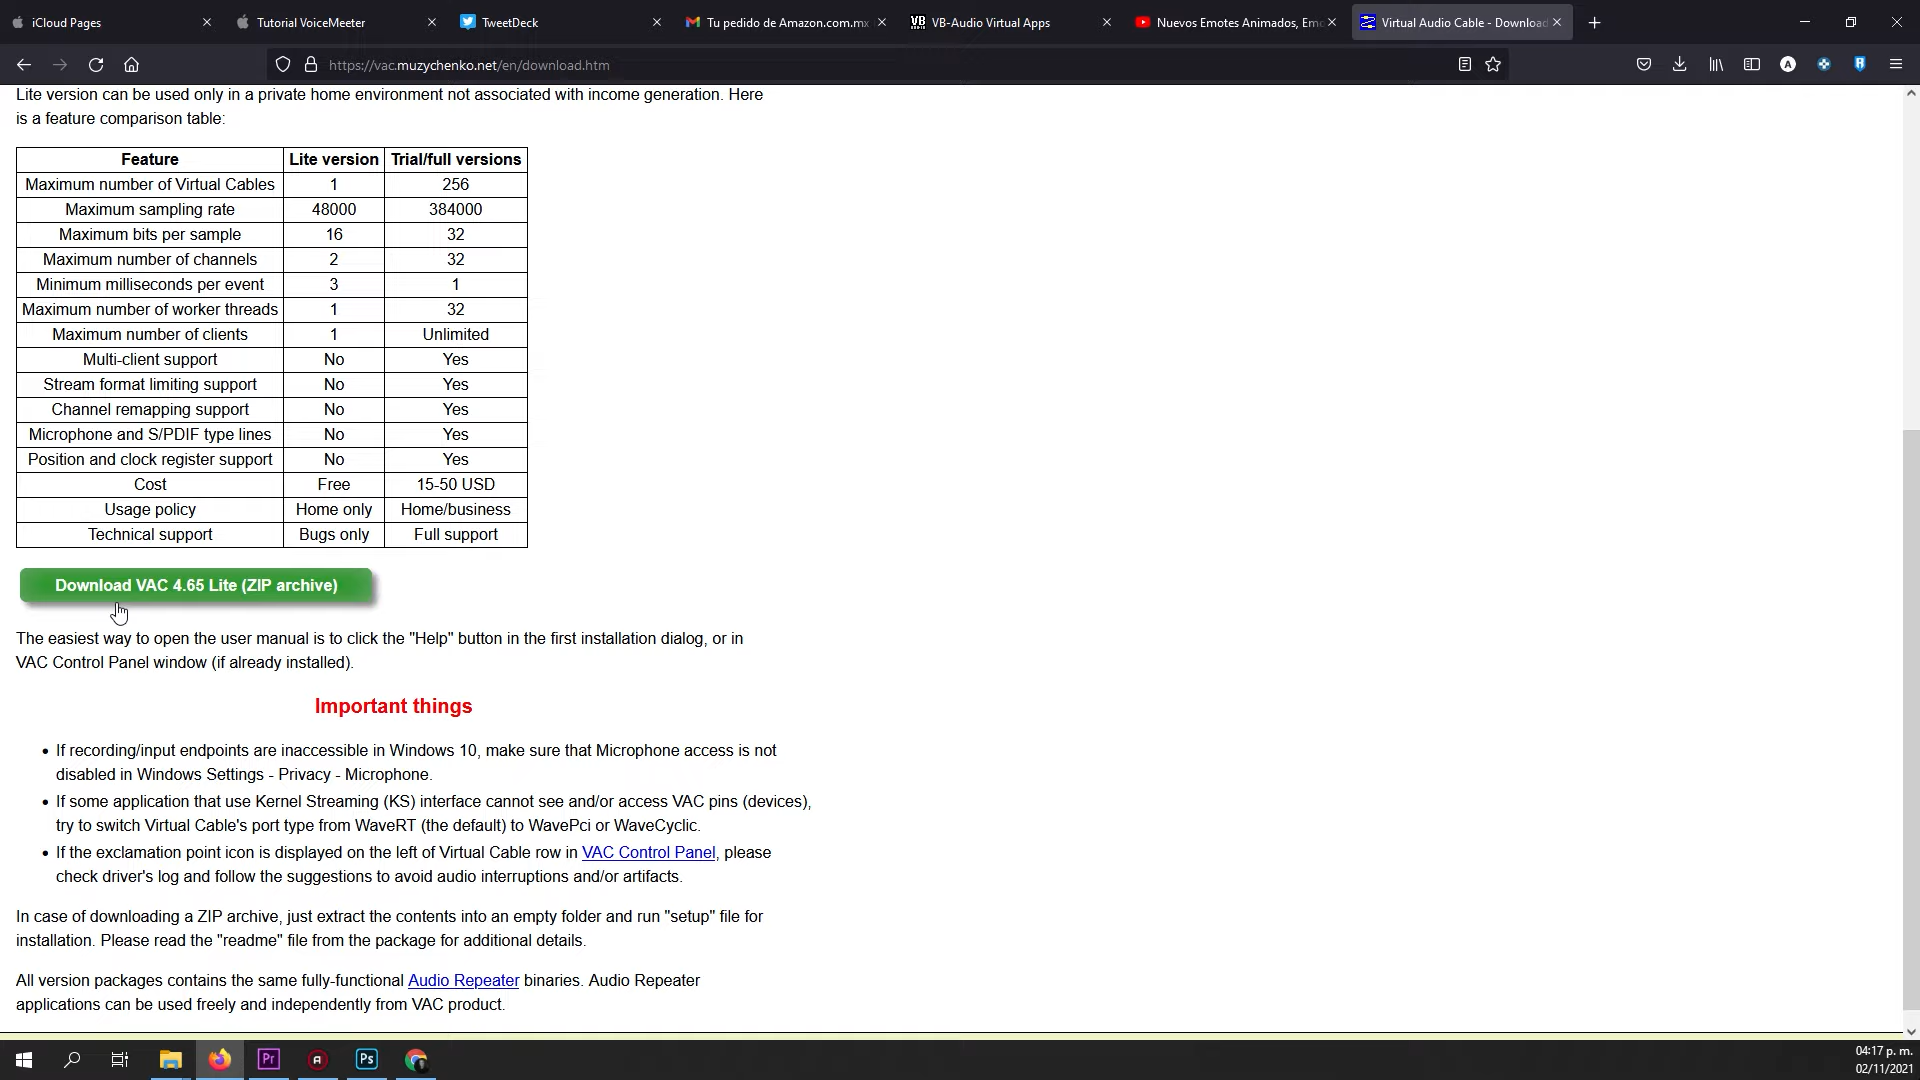 iCloud Pages
Tutorial VoiceMeeter
TweetDeck
Tu pedido de Amazon.com.mx
VB-Audio Virtual Apps
Nuevos Emotes Animados, Emo
Virtual Audio Cable - Download
https://vac.muzychenko.net/en/download.htm
Lite version can be used only in a private home environment not associated with income generation. Here
is a feature comparison table:
Feature Lite version Trial/full versions
Maximum number of Virtual Cables 1 256
Maximum sampling rate 48000 384000
Maximum bits per sample 16 32
Maximum number of channels 2 32
Minimum milliseconds per event 3 1
Maximum number of worker threads 1 32
Maximum number of clients 1 Unlimited
Multi-client support No Yes
Stream format limiting support No Yes
Channel remapping support No Yes
Microphone and S/PDIF type lines No Yes
Position and clock register support No Yes
Cost Free 15-50 USD
Usage policy Home only Home/business
Technical support Bugs only Full support
Download VAC 4.65 Lite (ZIP archive)
The easiest way to open the user manual is to click the "Help" button in the first installation dialog, or in
VAC Control Panel window (if already installed).
Important things
• If recording/input endpoints are inaccessible in Windows 10, make sure that Microphone access is not
disabled in Windows Settings - Privacy - Microphone.
• If some application that use Kernel Streaming (KS) interface cannot see and/or access VAC pins (devices),
try to switch Virtual Cable's port type from WaveRT (the default) to WavePci or WaveCyclic.
• If the exclamation point icon is displayed on the left of Virtual Cable row in VAC Control Panel, please
check driver's log and follow the suggestions to avoid audio interruptions and/or artifacts.
In case of downloading a ZIP archive, just extract the contents into an empty folder and run "setup" file for
installation. Please read the "readme" file from the package for additional details.
All version packages contains the same fully-functional Audio Repeater binaries. Audio Repeater
applications can be used freely and independently from VAC product.
Pr
Ps
04:17 p. m.
02/11/2021